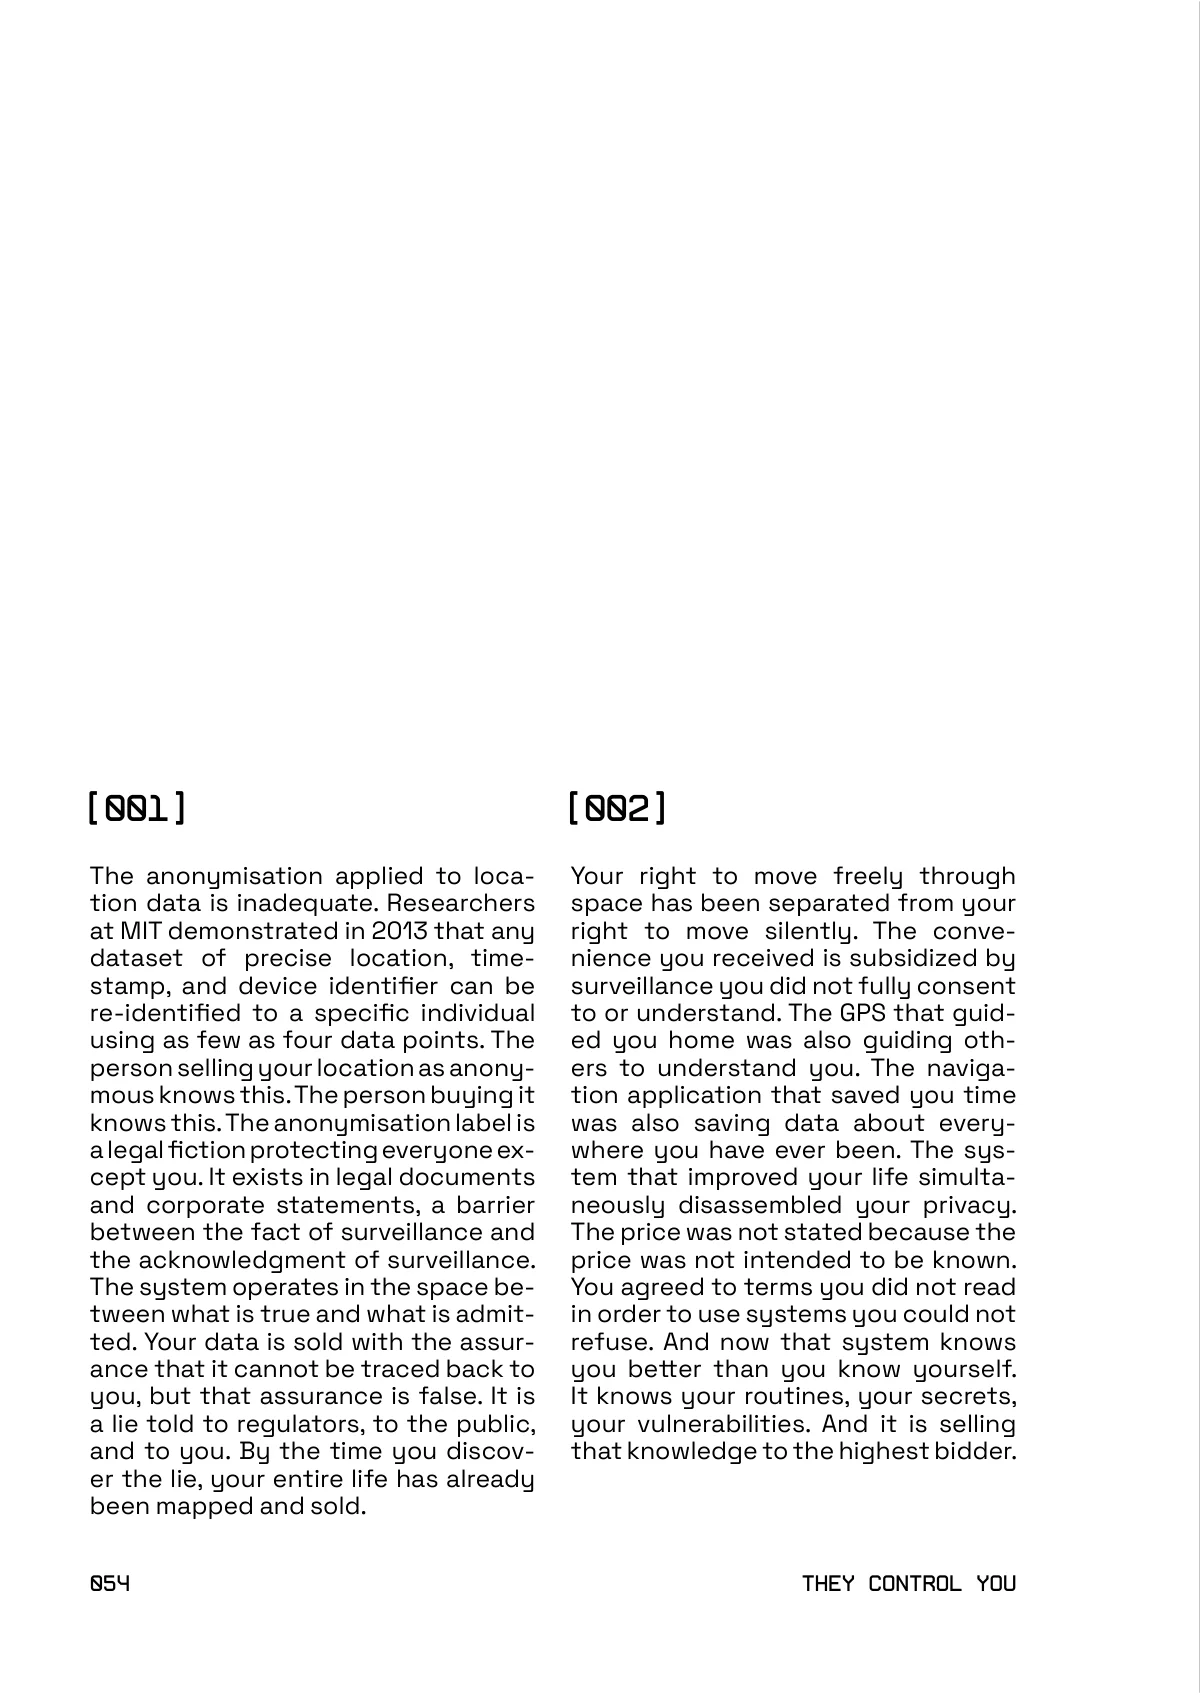 [001]
The anonymisation applied to loca-
tion data is inadequate. Researchers
at MIT demonstrated in 2013 that any
dataset of precise location, time-
stamp, and device identifier can be
re-identified to a specific individual
using as few as four data points. The
person selling your location as anony-
mous knows this. The person buying it
knows this. The anonymisation label is
a legal fiction protecting everyone ex-
cept you. It exists in legal documents
and corporate statements, a barrier
between the fact of surveillance and
the acknowledgment of surveillance.
The system operates in the space be-
tween what is true and what is admit-
ted. Your data is sold with the assur-
ance that it cannot be traced back to
you, but that assurance is false. It is
a lie told to regulators, to the public,
and to you. By the time you discov-
er the lie, your entire life has already
been mapped and sold.
[002]
Your right to move freely through
space has been separated from your
right to move silently. The conve-
nience you received is subsidized by
surveillance you did not fully consent
to or understand. The GPS that guid-
ed you home was also guiding oth-
ers to understand you. The naviga-
tion application that saved you time
was also saving data about every-
where you have ever been. The sys-
tem that improved your life simulta-
neously disassembled your privacy.
The price was not stated because the
price was not intended to be known.
You agreed to terms you did not read
in order to use systems you could not
refuse. And now that system knows
you better than you know yourself.
It knows your routines, your secrets,
your vulnerabilities. And it is selling
that knowledge to the highest bidder.
054
THEY CONTROL YOU